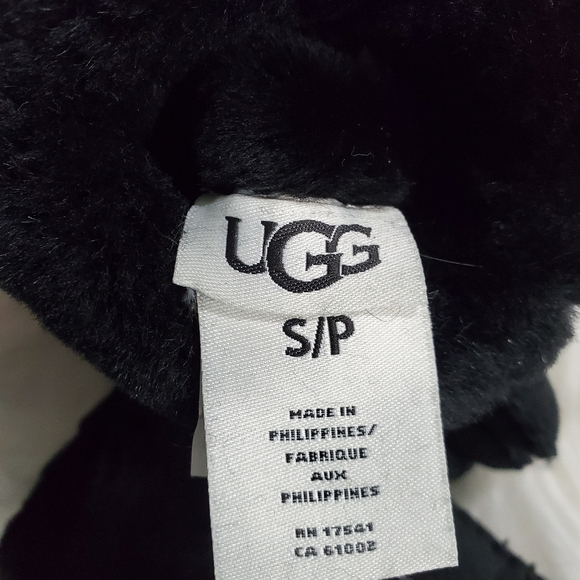 UGG
S/P
MADE IN
PHILIPPINES/
FABRIQUE
AUX
PHILIPPINES
RN 17541
CA 61002